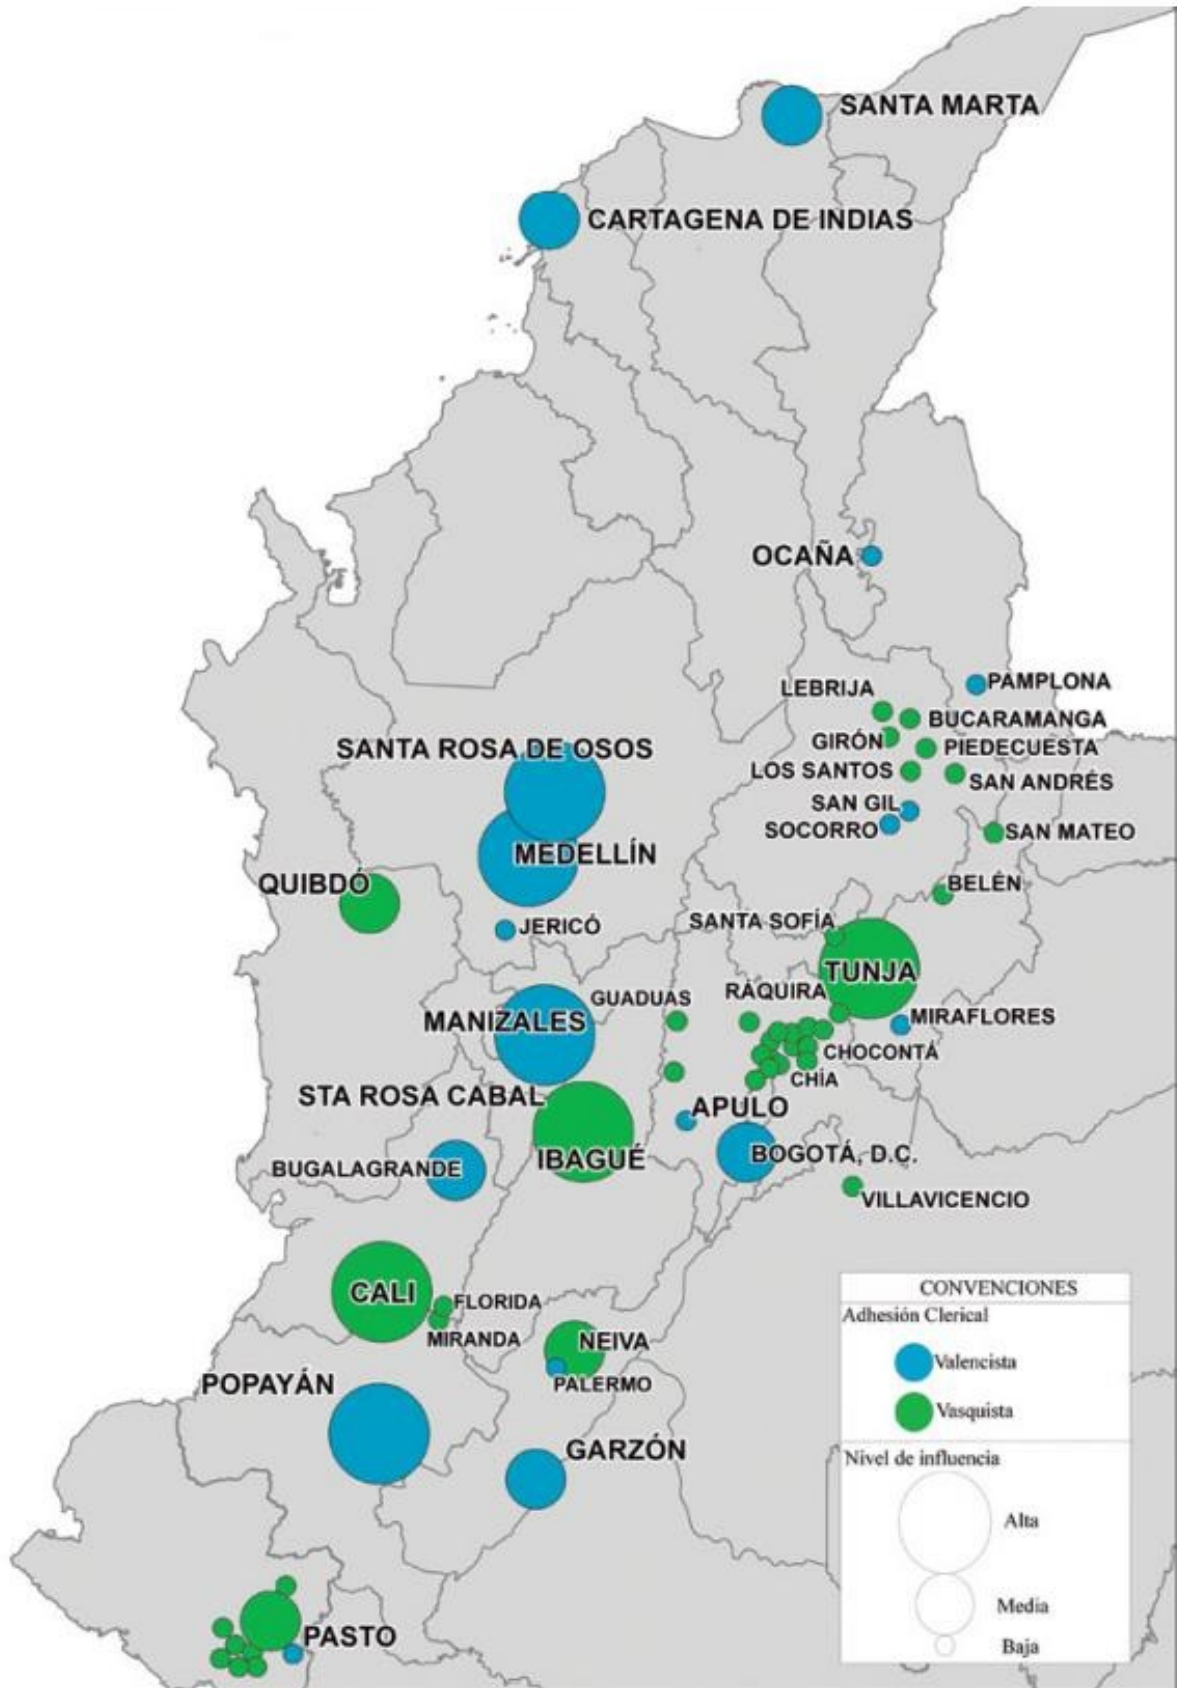 SANTA MARTA
CARTAGENA DE INDIAS
OCAÑA
PAMPLONA
LEBRIJA
BUCARAMANGA
GIRÓN
PIEDECUESTA
SANTA ROSA DE OSOS
LOS SANTOS
SAN ANDRÉS
SAN GIL
SOCORRO
SAN MATEO
MEDELLÍN
QUIBDÓ
BELÉN
JERICÓ
SANTA SOFÍA
TUNJA
GUADUAS
RÁQUIRA
MANIZALES
MIRAFLORES
CHOCONTÁ
CHÍA
STA ROSA CABAL
APULO
IBAGUÉ
BOGOTÁ, D.C.
BUGALAGRANDE
VILLAVICENCIO
CALI
FLORIDA
MIRANDA
NEIVA
PALERMO
POPAYÁN
GARZÓN
PASTO
CONVENCIONES
Adhesión Clerical
Valencista
Vasquista
Nivel de influencia
Alta
Media
Baja